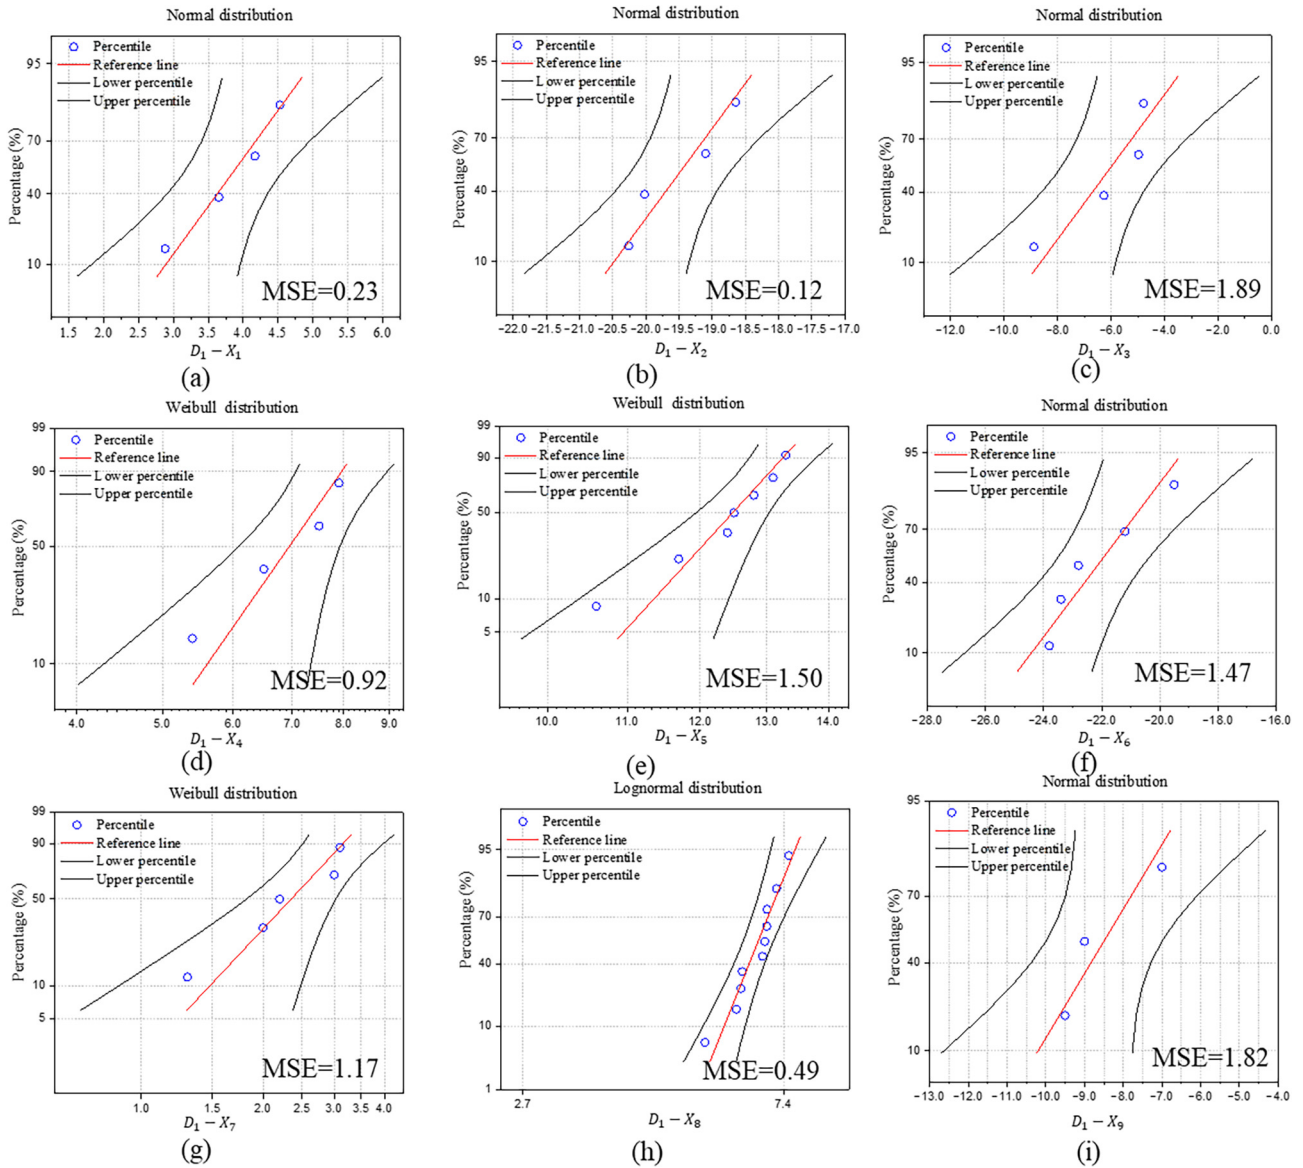 Normal distribution
Percentile
Reference line
Lower percentile
Upper percentile
Percentage (%)
95
70
40
10
1.5 2.0 2.5 3.0 3.5 4.0 4.5 5.0 5.5 6.0
MSE=0.23
D₁ − X₁
(a)
Normal distribution
Percentile
Reference line
Lower percentile
Upper percentile
Percentage (%)
95
70
40
10
−22.0 −21.5 −21.0 −20.5 −20.0 −19.5 −19.0 −18.5 −18.0 −17.5 −17.0
MSE=0.12
D₁ − X₂
(b)
Normal distribution
Percentile
Reference line
Lower percentile
Upper percentile
Percentage (%)
95
70
40
10
−12.0 −10.0 −8.0 −6.0 −4.0 −2.0 0.0
MSE=1.89
D₁ − X₃
(c)
Weibull distribution
Percentile
Reference line
Lower percentile
Upper percentile
Percentage (%)
99
90
50
10
4.0 5.0 6.0 7.0 8.0 9.0
MSE=0.92
D₁ − X₄
(d)
Weibull distribution
Percentile
Reference line
Lower percentile
Upper percentile
Percentage (%)
99
90
50
10
5
10.0 11.0 12.0 13.0 14.0
MSE=1.50
D₁ − X₅
(e)
Normal distribution
Percentile
Reference line
Lower percentile
Upper percentile
Percentage (%)
95
70
40
10
−28.0 −26.0 −24.0 −22.0 −20.0 −18.0 −16.0
MSE=1.47
D₁ − X₆
(f)
Weibull distribution
Percentile
Reference line
Lower percentile
Upper percentile
Percentage (%)
99
90
50
10
5
1.0 1.5 2.0 2.5 3.0 3.5 4.0
MSE=1.17
D₁ − X₇
(g)
Lognormal distribution
Percentile
Reference line
Lower percentile
Upper percentile
Percentage (%)
95
70
40
10
1
2.7 7.4
MSE=0.49
D₁ − X₈
(h)
Normal distribution
Percentile
Reference line
Lower percentile
Upper percentile
Percentage (%)
95
70
40
10
−13.0 −12.0 −11.0 −10.0 −9.0 −8.0 −7.0 −6.0 −5.0 −4.0
MSE=1.82
D₁ − X₉
(i)